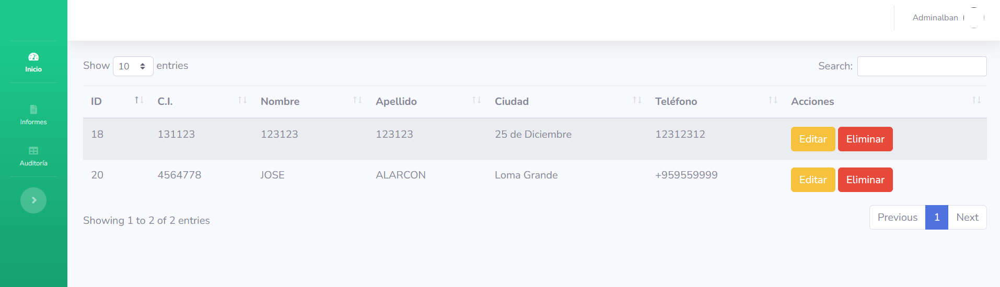 Adminalban
Inicio
Informes
Auditoría
Show 10 entries
Search:
ID C.I. Nombre Apellido Ciudad Teléfono Acciones
18 131123 123123 123123 25 de Diciembre 12312312 Editar Eliminar
20 4564778 JOSE ALARCON Loma Grande +959559999 Editar Eliminar
Showing 1 to 2 of 2 entries
Previous 1 Next